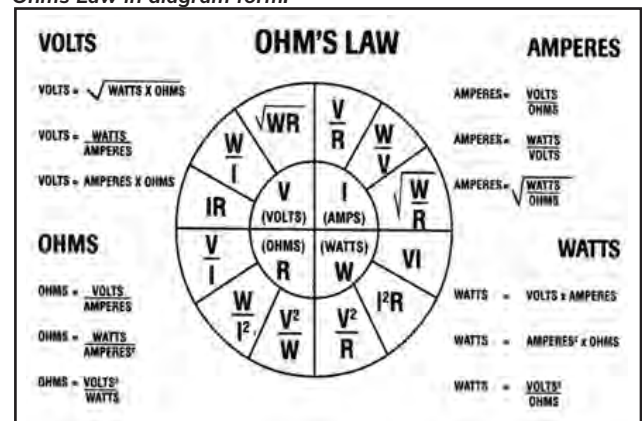 Ohms Law in diagram form.
OHM'S LAW
VOLTS
VOLTS = √WATTS X OHMS
VOLTS = WATTS
AMPERES
VOLTS = AMPERES X OHMS
AMPERES
AMPERES = VOLTS
OHMS
AMPERES = WATTS
VOLTS
AMPERES = √WATTS
OHMS
√WR
V
R
W
I
W
V
IR
V
(VOLTS)
I
(AMPS)
√W
R
V
I
(OHMS)
R
(WATTS)
W
VI
W
I²
V²
W
V²
R
I²R
OHMS
OHMS = VOLTS
AMPERES
OHMS = WATTS
AMPERES²
OHMS = VOLTS²
WATTS
WATTS
WATTS = VOLTS x AMPERES
WATTS = AMPERES² x OHMS
WATTS = VOLTS²
OHMS